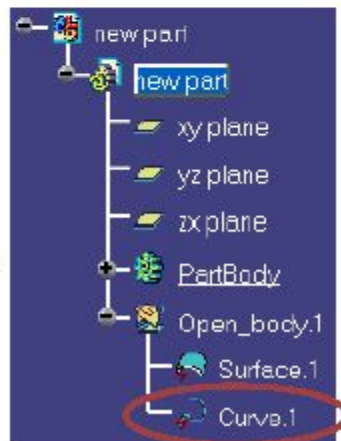 new part
new part
xy plane
yz plane
zx plane
PartBody
Open_body.1
Surface.1
Curve.1